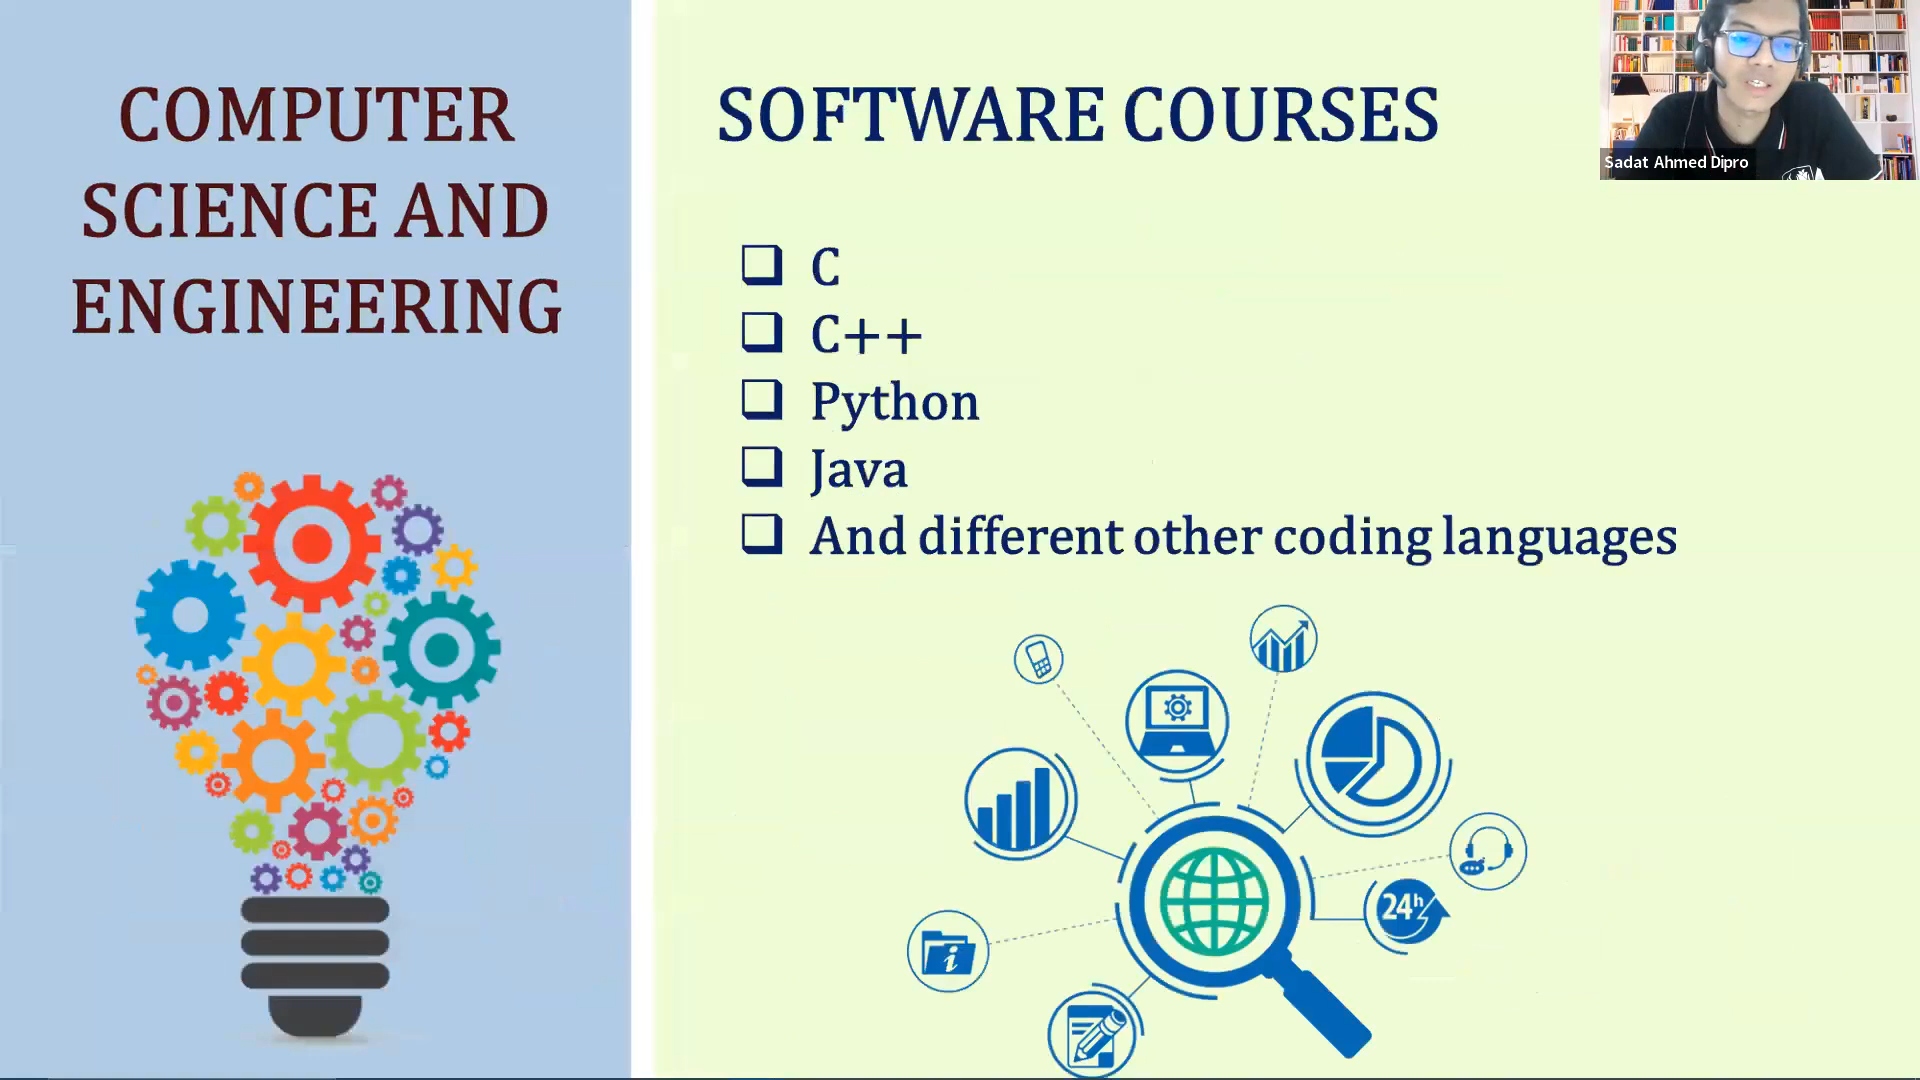 COMPUTER
SCIENCE AND
ENGINEERING
SOFTWARE COURSES
C
C++
Python
Java
And different other coding languages
24h
i
Sadat Ahmed Dipro